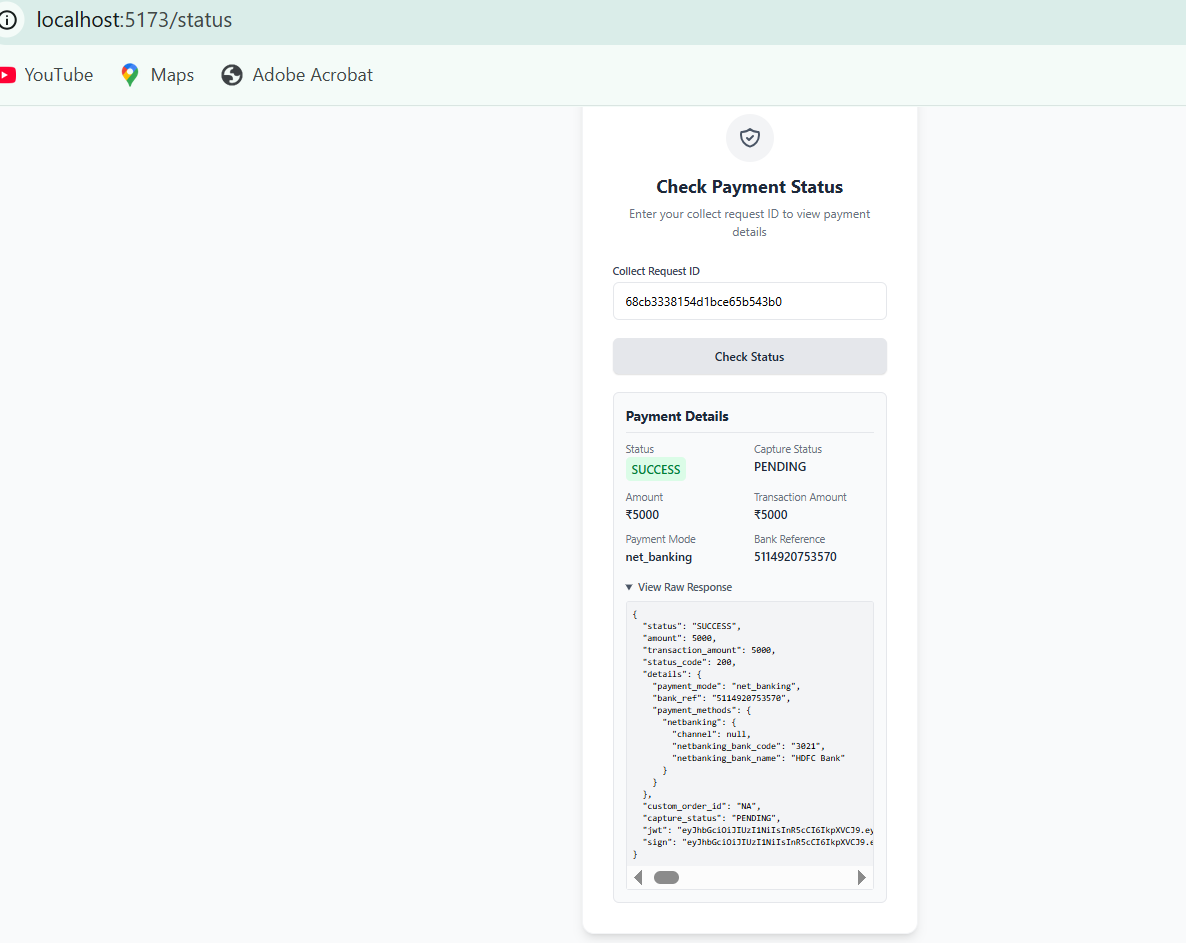 localhost:5173/status
YouTube Maps Adobe Acrobat
Check Payment Status
Enter your collect request ID to view payment
details
Collect Request ID
68cb3338154d1bce65b543b0
Check Status
Payment Details
Status Capture Status
SUCCESS PENDING
Amount Transaction Amount
₹5000 ₹5000
Payment Mode Bank Reference
net_banking 5114920753570
▼ View Raw Response
{
"status": "SUCCESS",
"amount": 5000,
"transaction_amount": 5000,
"status_code": 200,
"details": {
"payment_mode": "net_banking",
"bank_ref": "5114920753570",
"payment_methods": {
"netbanking": {
"channel": null,
"netbanking_bank_code": "3021",
"netbanking_bank_name": "HDFC Bank"
}
}
},
"custom_order_id": "NA",
"capture_status": "PENDING",
"jwt": "eyJhbGciOiJIUzI1NiIsInR5cCI6IkpXVCJ9.ey
"sign": "eyJhbGciOiJIUzI1NiIsInR5cCI6IkpXVCJ9.e
}